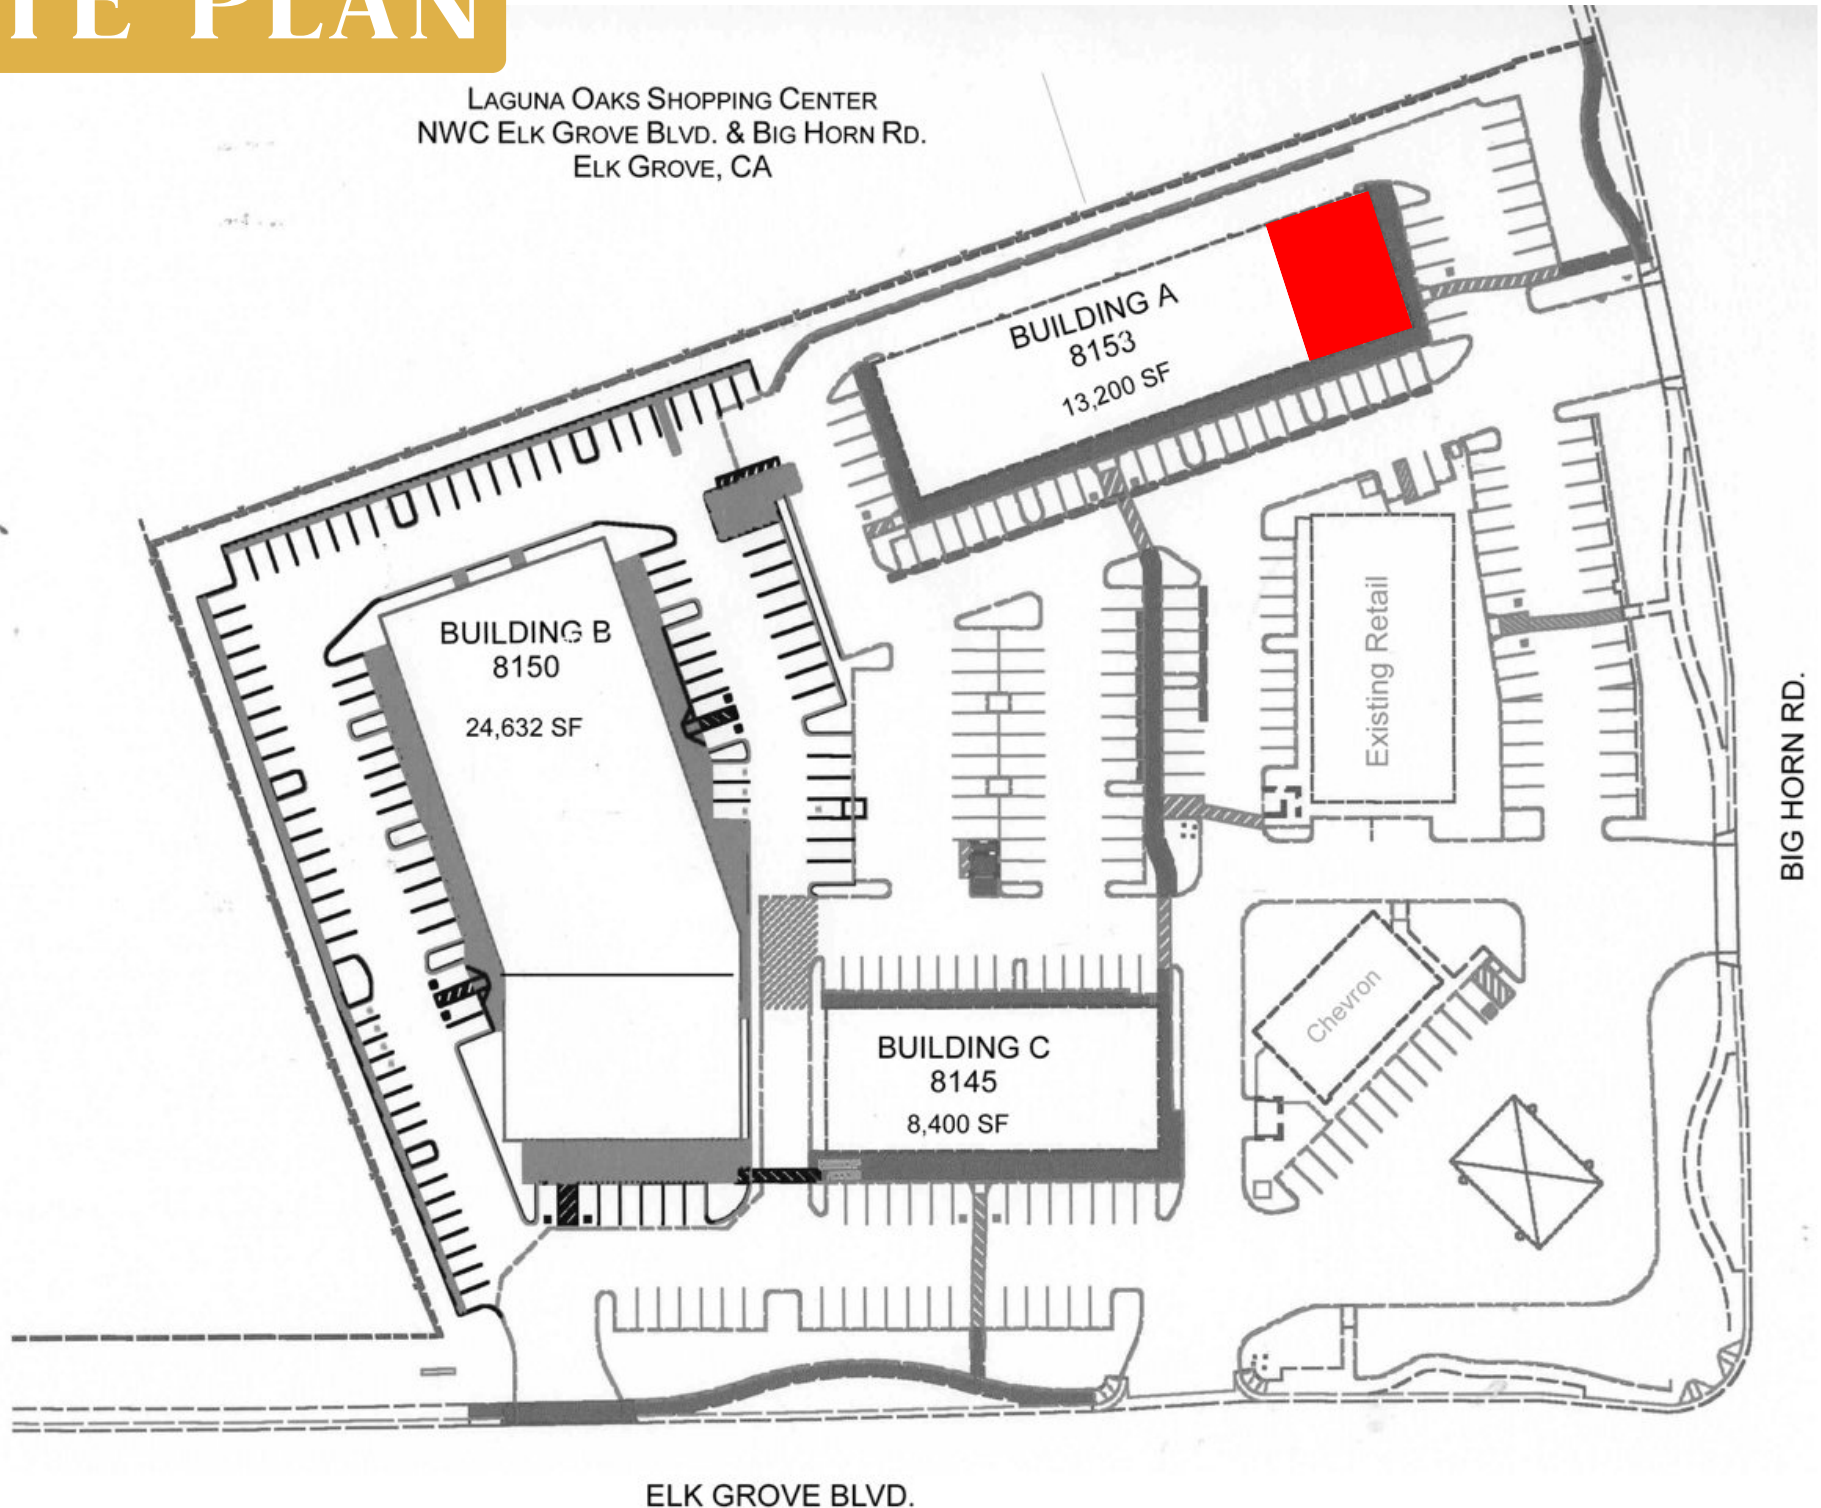 TE PLAN
LAGUNA OAKS SHOPPING CENTER
NWC ELK GROVE BLVD. & BIG HORN RD.
ELK GROVE, CA
BUILDING A
8153
13,200 SF
BUILDING B
8150
24,632 SF
Existing Retail
BIG HORN RD.
Chevron
BUILDING C
8145
8,400 SF
ELK GROVE BLVD.